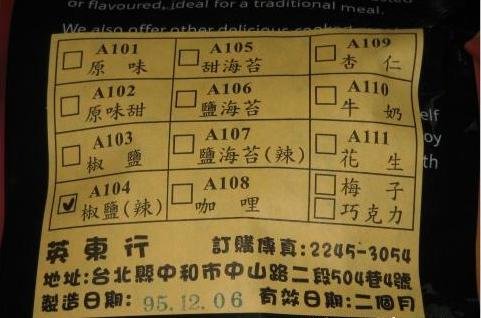 or flavoured, ideal for a traditional meal.
We also offer other delicious
A101 A105 A109
原 味 甜海苔 杏 仁
A102 A106 A110
原味甜 鹽海苔 牛 奶
A103 A107 A111
椒 鹽 鹽海苔(辣) 花 生
A104 A108 梅 子
椒鹽(辣) 咖 哩 巧克力
英東行 訂購傳真:2245-3054
地址:台北縣中和市中山路二段504巷4號
製造日期: 95.12.06 有效日期:二個月